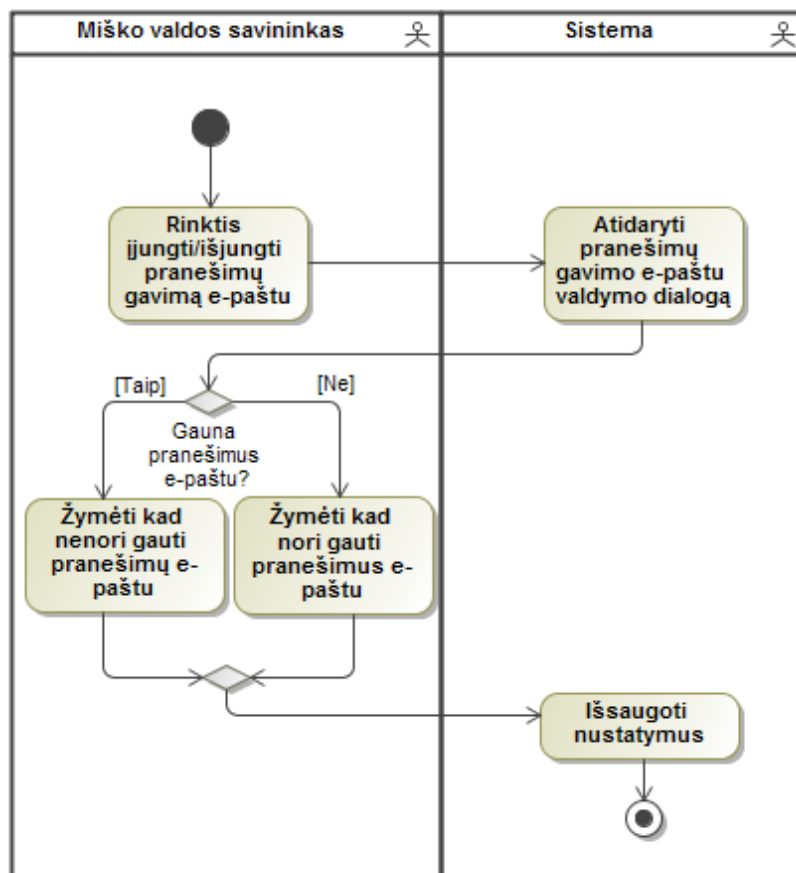 Miško valdos savininkas
Sistema
Rinktis
įjungti/išjungti
pranešimų
gavimą e-paštu
Atidaryti
pranešimų
gavimo e-paštu
valdymo dialogą
[Taip]
[Ne]
Gauna
pranešimus
e-paštu?
Žymėti kad
nenori gauti
pranešimų e-
paštu
Žymėti kad
nori gauti
pranešimus e-
paštu
Išsaugoti
nustatymus